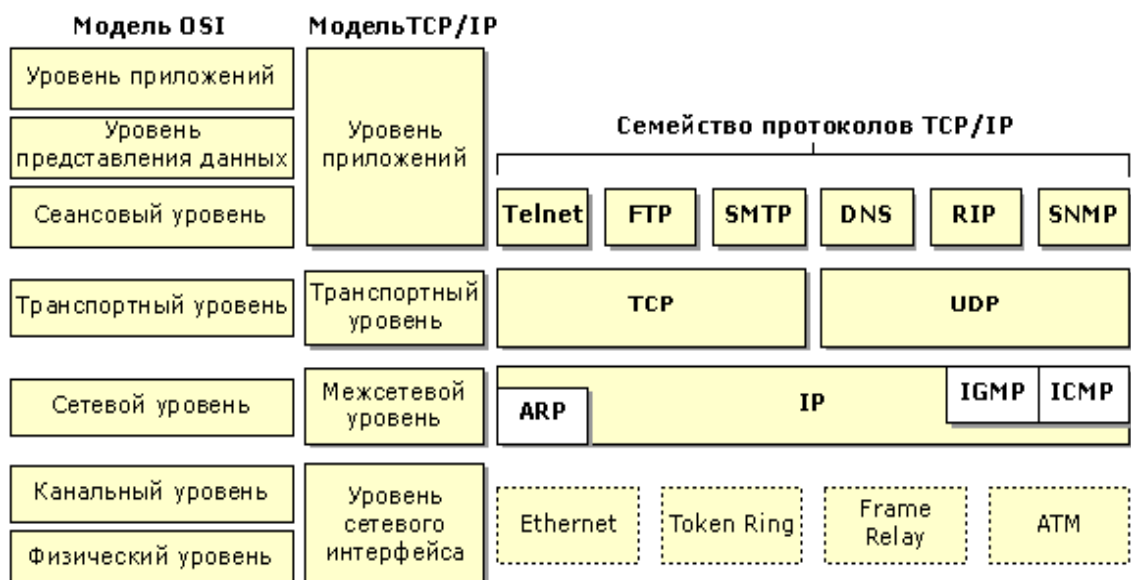 Модель OSI
МодельTCP/IP
Уровень приложений
Уровень
представления данных
Сеансовый уровень
Уровень
приложений
Семейство протоколов TCP/IP
Telnet
FTP
SMTP
DNS
RIP
SNMP
Транспортный уровень
Транспортный
уровень
TCP
UDP
Сетевой уровень
Межсетевой
уровень
ARP
IP
IGMP
ICMP
Канальный уровень
Физический уровень
Уровень
сетевого
интерфейса
Ethernet
Token Ring
Frame
Relay
ATM